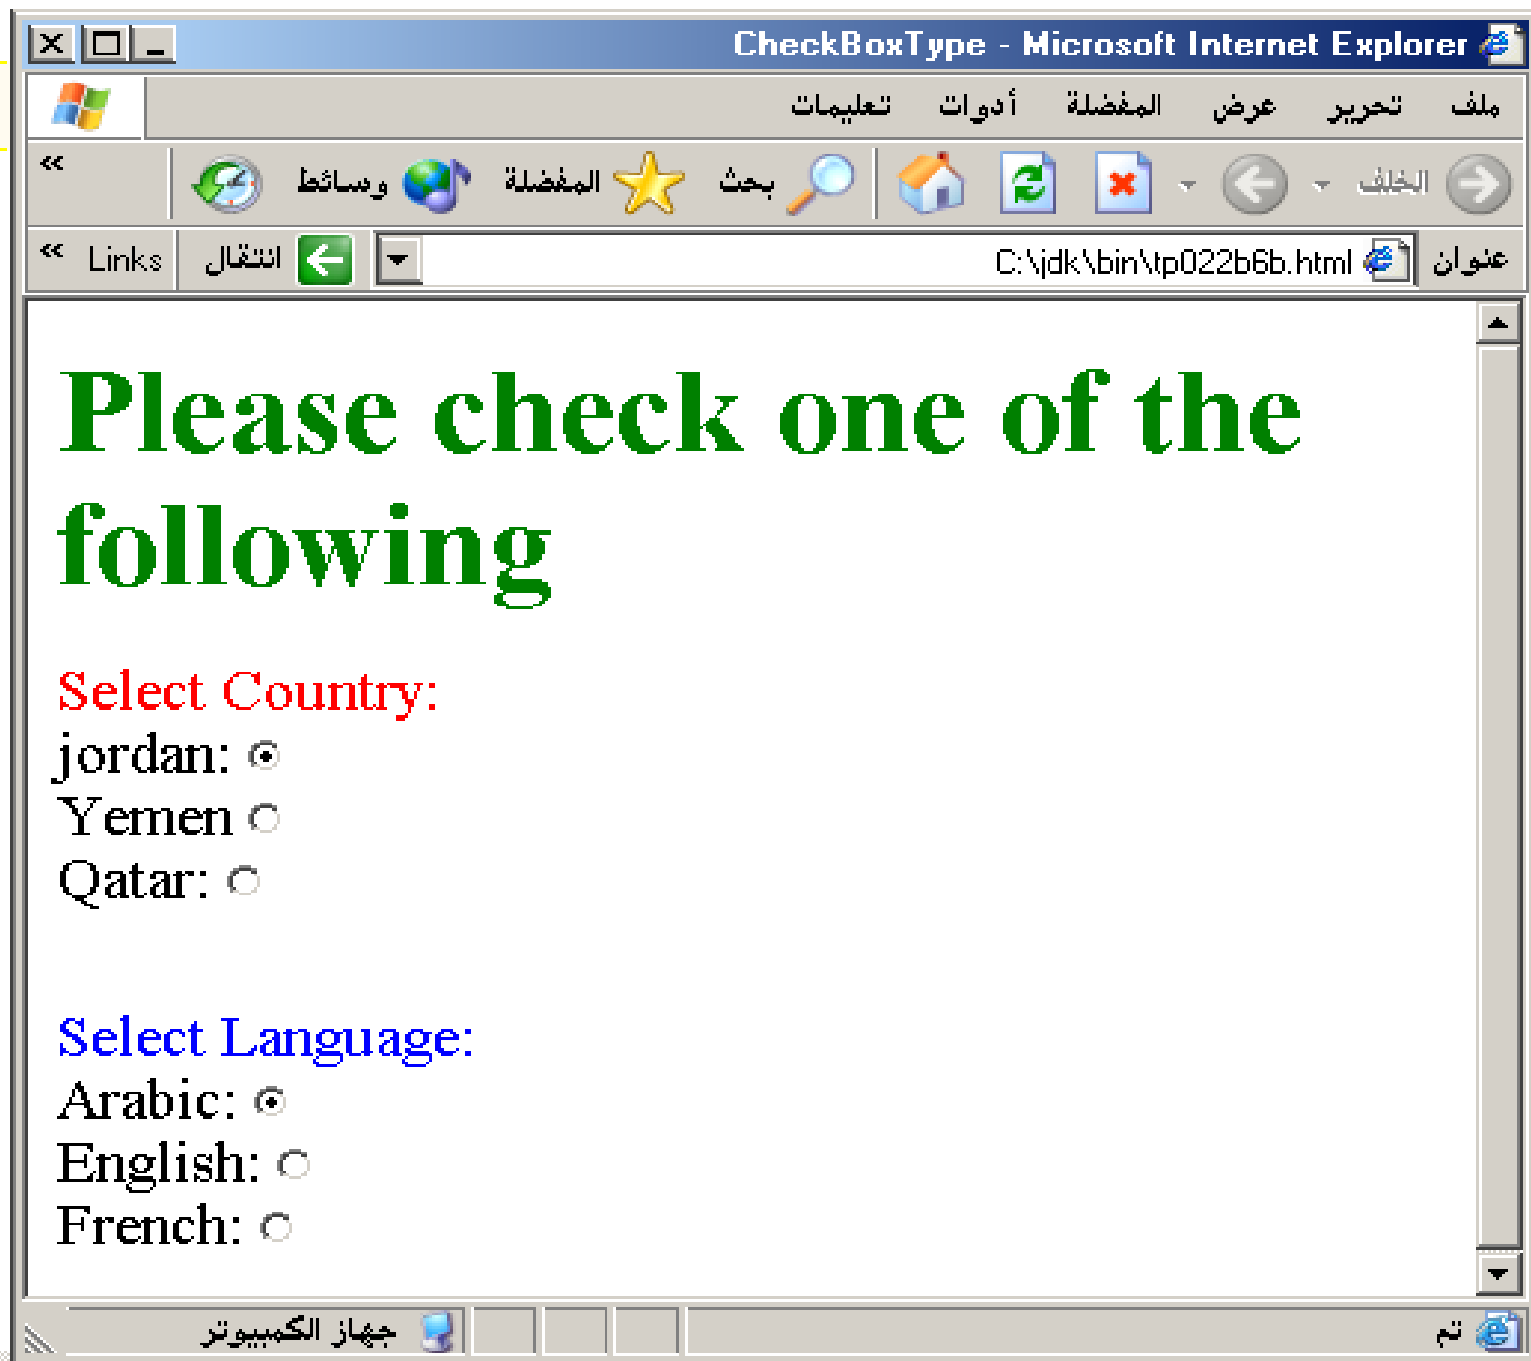 CheckBoxType - Microsoft Internet Explorer
ملف تحرير عرض المفضلة أدوات تعليمات
الخلف بحث المفضلة وسائط »
عنوان C:\jdk\bin\tp022b6b.html انتقال Links »
Please check one of the
following
Select Country:
jordan:
Yemen
Qatar:
Select Language:
Arabic:
English:
French:
تم جهاز الكمبيوتر